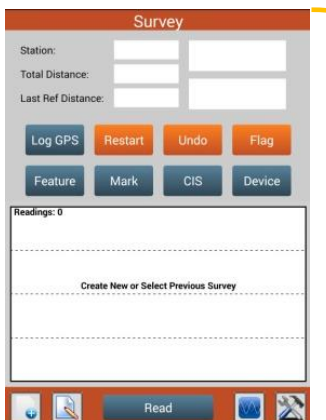 Survey
Station:
Total Distance:
Last Ref Distance:
Log GPS Restart Undo Flag
Feature Mark CIS Device
Readings: 0
Create New or Select Previous Survey
Read